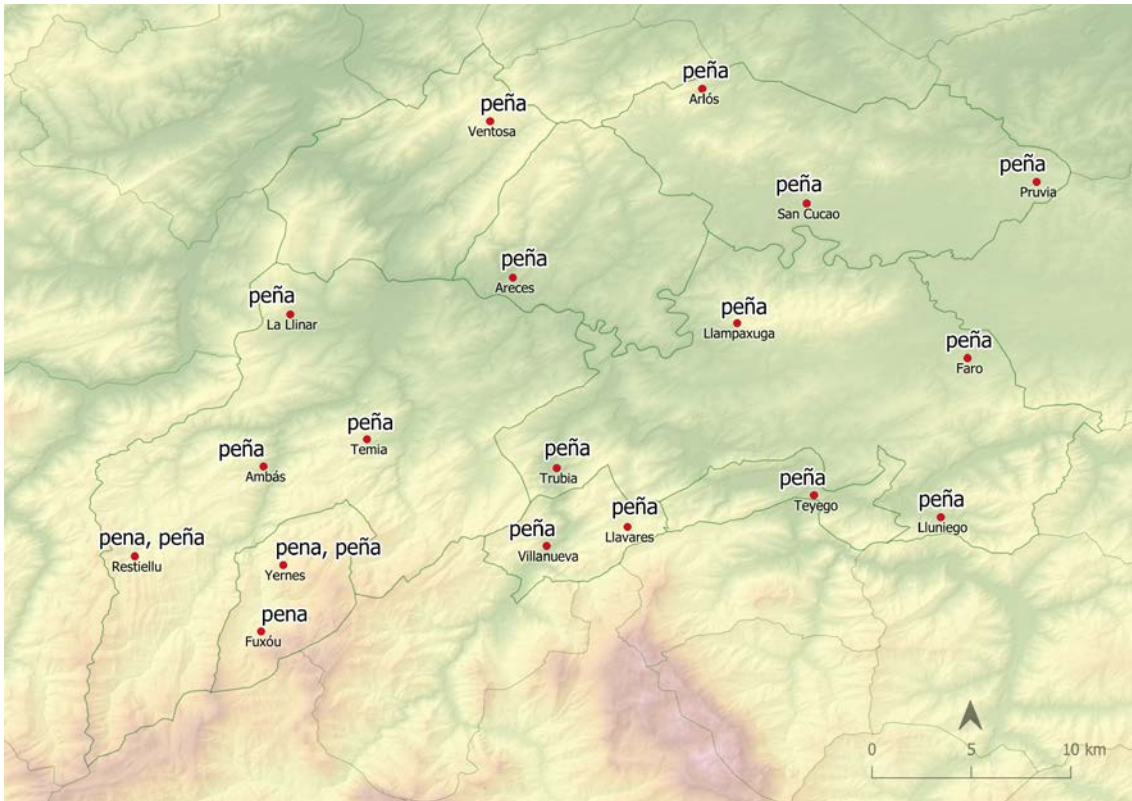 peña
Arlós
peña
Ventosa
peña
Pruvia
peña
San Cucao
peña
Areces
peña
La Llinar
peña
Llampaxuga
peña
Faro
peña
Temia
peña
Ambás
peña
Trubia
peña
Teyego
peña
Lluniego
peña
Llavares
peña
Villanueva
pena, peña
Restiellu
pena, peña
Yernes
pena
Fuxóu
0 5 10 km